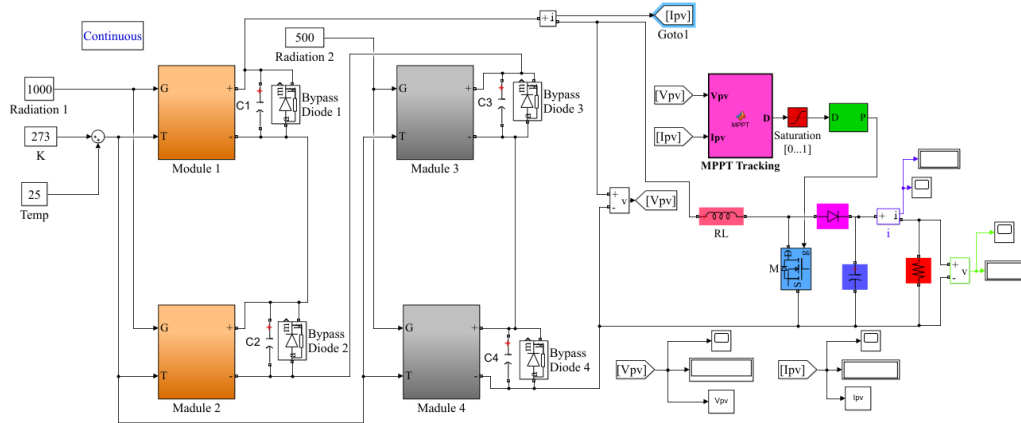 Continuous
1000
Radiation 1
273
K
25
Temp
G
T
+
-
Module 1
C1
+
m
k
a
Bypass
Diode 1
500
Radiation 2
G
T
+
-
Madule 3
C3
+
m
k
a
Bypass
Diode 3
G
T
+
-
Madule 2
C2
+
m
k
a
Bypass
Diode 2
G
T
+
-
Madule 4
C4
+
m
k
a
Bypass
Diode 4
+ i
[Ipv]
Goto1
[Vpv]
[Ipv]
Vpv
Ipv
D
MPPT
MPPT Tracking
Saturation
[0...1]
D P
+
-
v
[Vpv]
RL
M
D
g
S
+ i
-
i
+
-
v
[Vpv]
Vpv
[Ipv]
Ipv